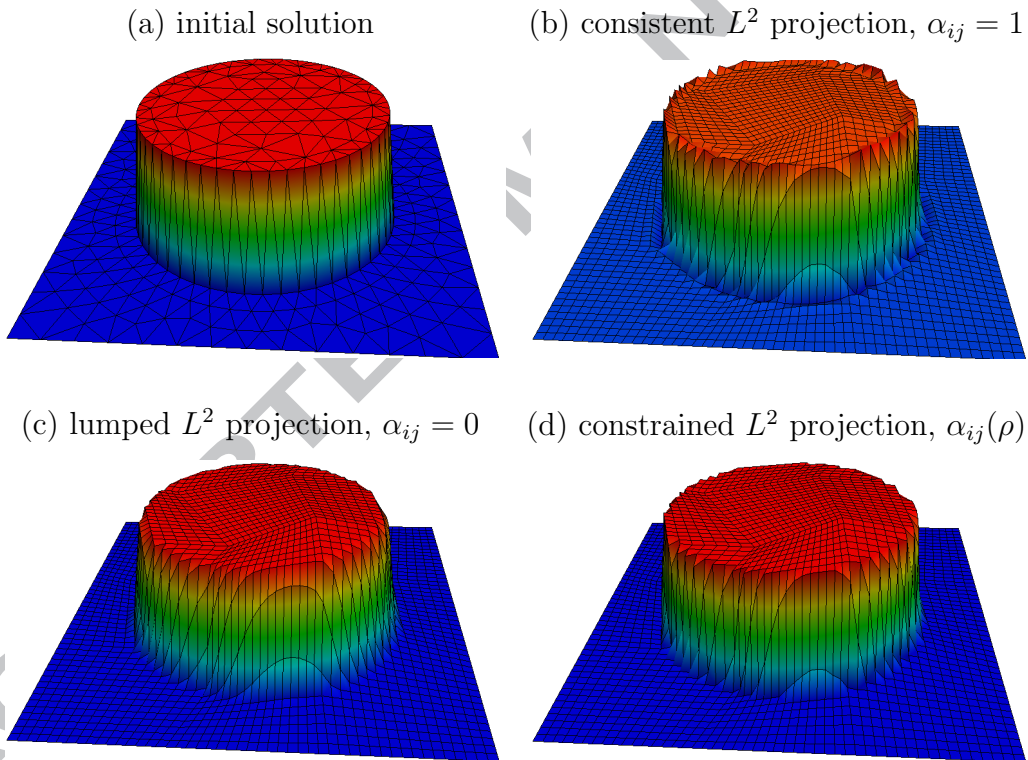 (a) initial solution
(b) consistent L² projection, αᵢⱼ = 1
(c) lumped L² projection, αᵢⱼ = 0
(d) constrained L² projection, αᵢⱼ(ρ)